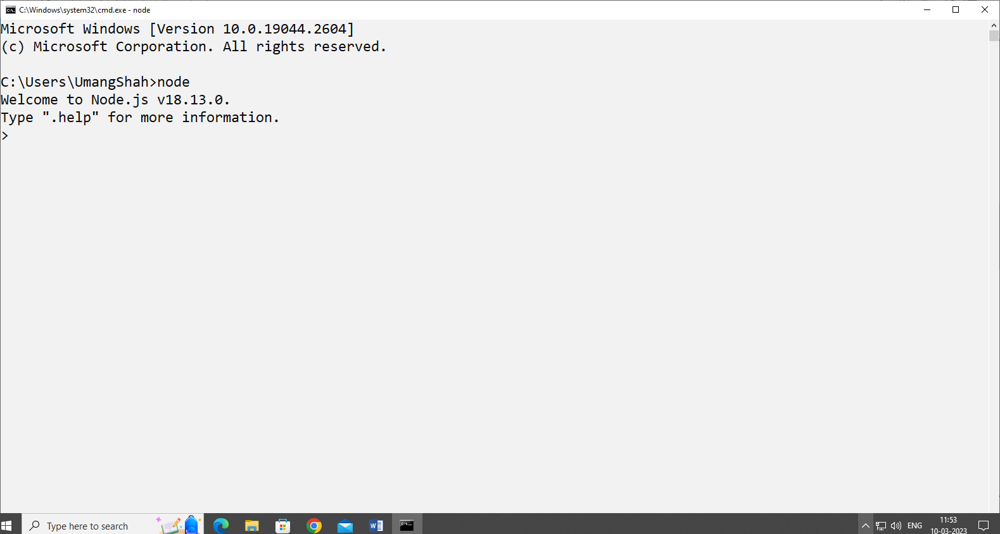 C:\Windows\system32\cmd.exe - node
Microsoft Windows [Version 10.0.19044.2604]
(c) Microsoft Corporation. All rights reserved.
C:\Users\UmangShah>node
Welcome to Node.js v18.13.0.
Type ".help" for more information.
>
Type here to search
ENG
11:53
10-03-2023